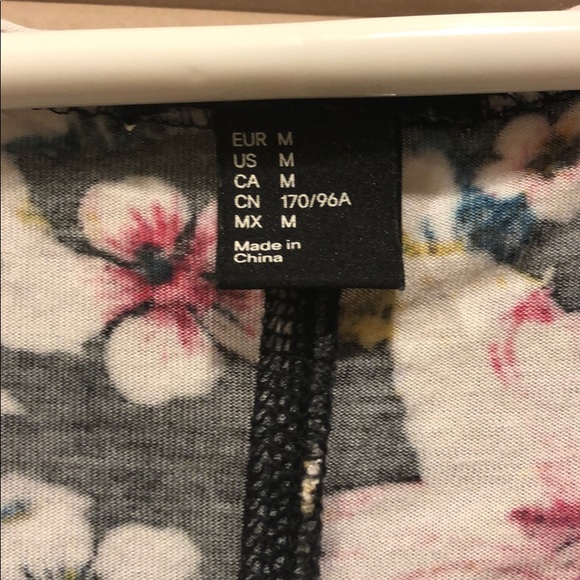 EUR M
US M
CA M
CN 170/96A
MX M
Made in
China